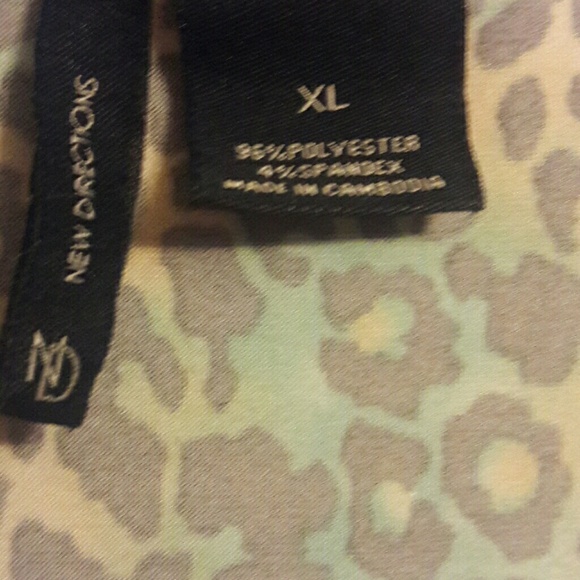 NEW DIRECTIONS
ND
XL
96%POLYESTER
4%SPANDEX
MADE IN CAMBODIA